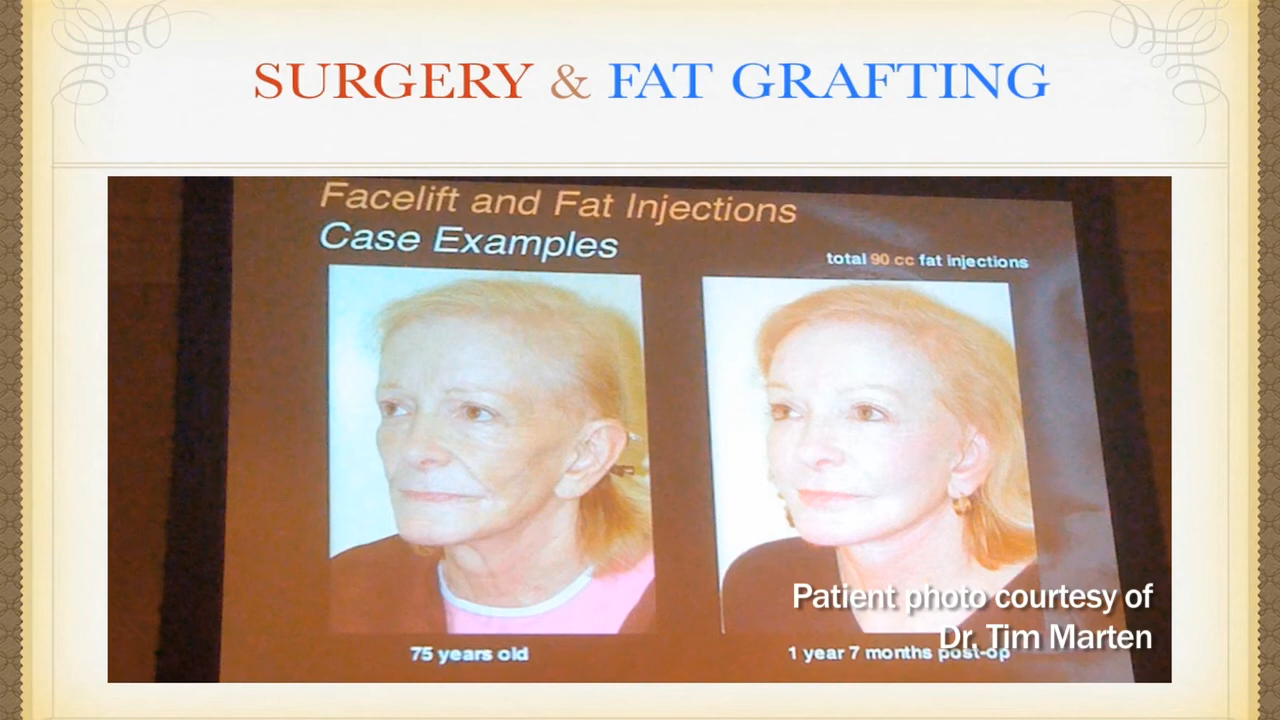 SURGERY & FAT GRAFTING
Facelift and Fat Injections
Case Examples
total 90 cc fat injections
Patient photo courtesy of
Dr. Tim Marten
75 years old
1 year 7 months post-op